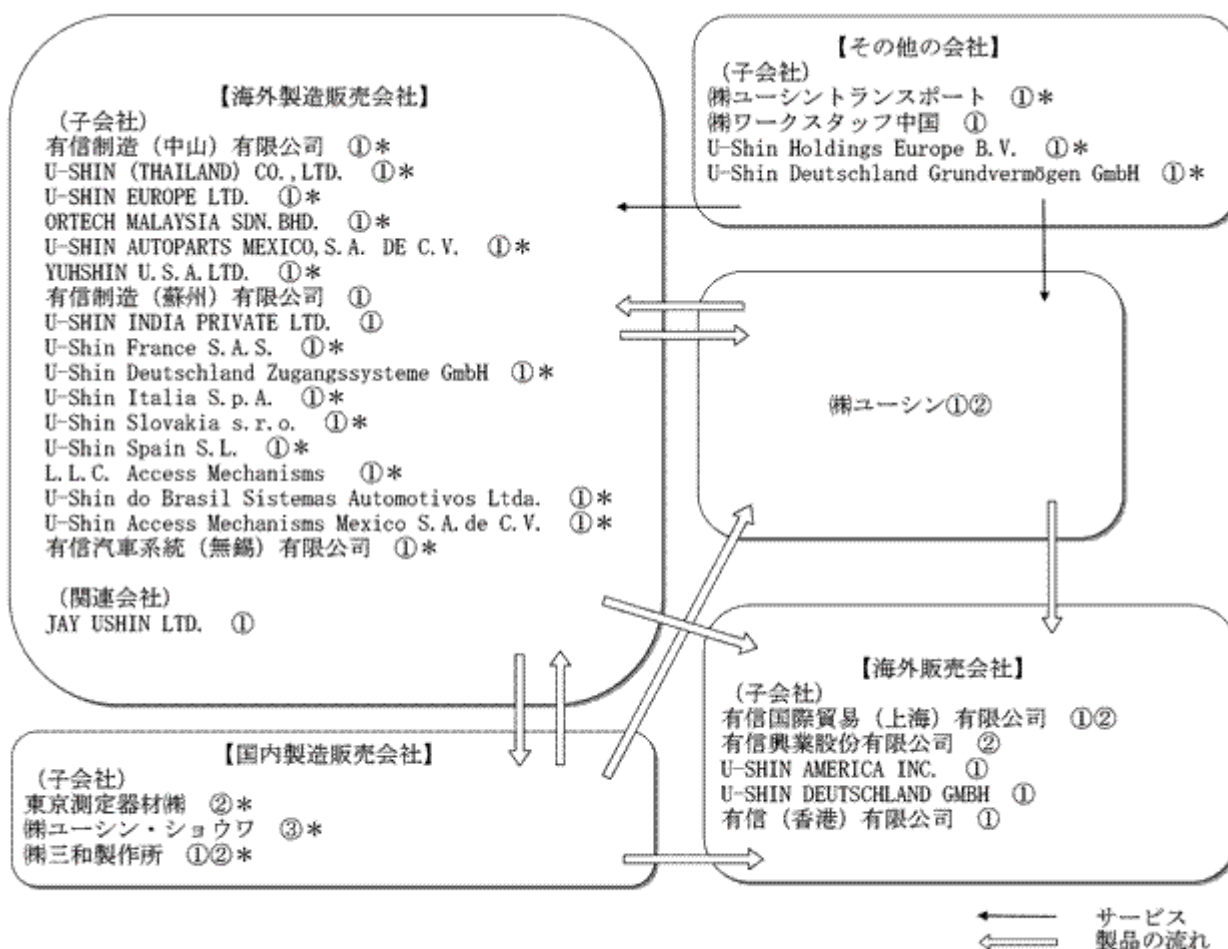 【海外製造販売会社】
(子会社)
有信制造(中山)有限公司 ①*
U-SHIN (THAILAND) CO.,LTD. ①*
U-SHIN EUROPE LTD. ①*
ORTECH MALAYSIA SDN.BHD. ①*
U-SHIN AUTOPARTS MEXICO,S.A. DE C.V. ①*
YUHSHIN U.S.A.LTD. ①*
有信制造(蘇州)有限公司 ①
U-SHIN INDIA PRIVATE LTD. ①
U-Shin France S.A.S. ①*
U-Shin Deutschland Zugangssysteme GmbH ①*
U-Shin Italia S.p.A. ①*
U-Shin Slovakia s.r.o. ①*
U-Shin Spain S.L. ①*
L.L.C. Access Mechanisms ①*
U-Shin do Brasil Sistemas Automotivos Ltda. ①*
U-Shin Access Mechanisms Mexico S.A.de C.V. ①*
有信汽車系統(無錫)有限公司 ①*
(関連会社)
JAY USHIN LTD. ①
【その他の会社】
(子会社)
㈱ユーシントランスポート ①*
㈱ワークスタッフ中国 ①
U-Shin Holdings Europe B.V. ①*
U-Shin Deutschland Grundvermögen GmbH ①*
㈱ユーシン①②
【国内製造販売会社】
(子会社)
東京測定器材㈱ ②*
㈱ユーシン・ショウワ ③*
㈱三和製作所 ①②*
【海外販売会社】
(子会社)
有信国際貿易(上海)有限公司 ①②
有信興業股份有限公司 ②
U-SHIN AMERICA INC. ①
U-SHIN DEUTSCHLAND GMBH ①
有信(香港)有限公司 ①
サービス
製品の流れ